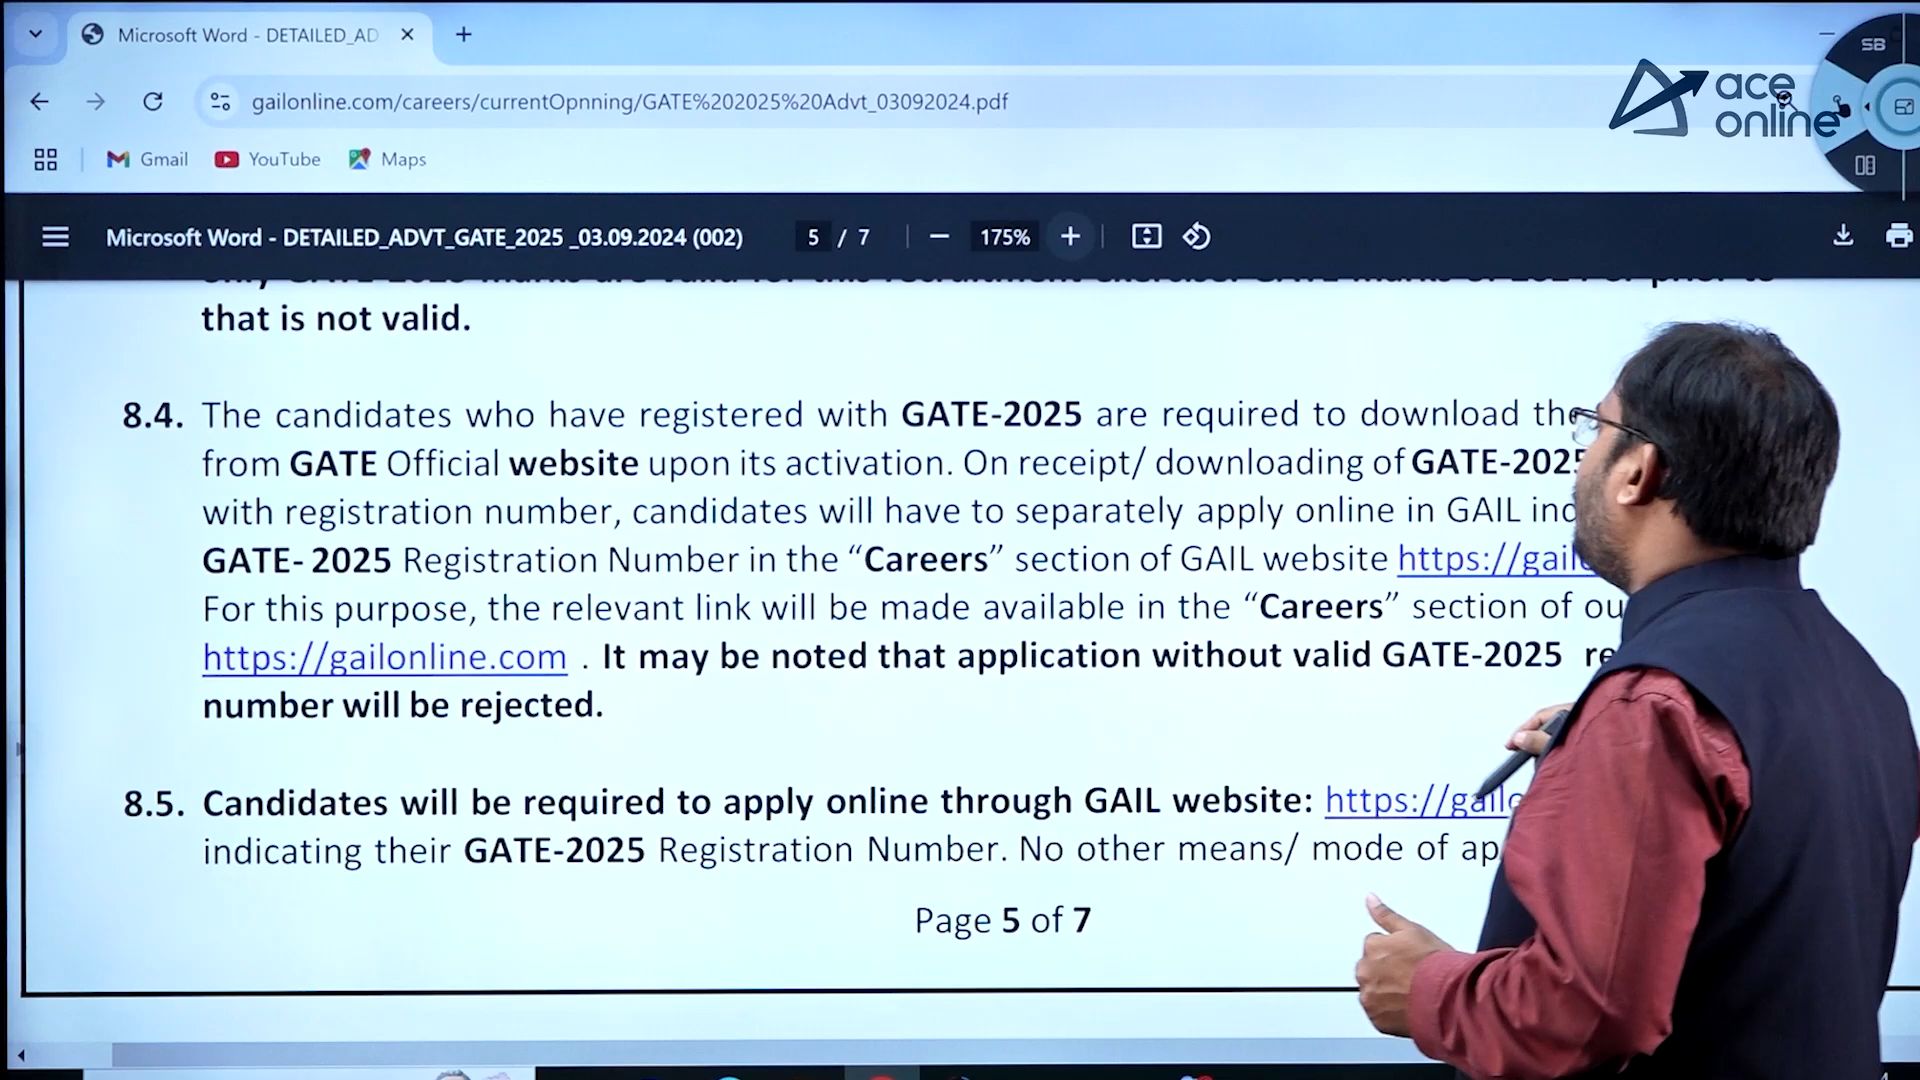 Microsoft Word - DETAILED_AD
SB
ace
online
gailonline.com/careers/currentOpnning/GATE%202025%20Advt_03092024.pdf
Gmail YouTube Maps
Microsoft Word - DETAILED_ADVT_GATE_2025 _03.09.2024 (002) 5 / 7 175%
that is not valid.
8.4. The candidates who have registered with GATE-2025 are required to download the
from GATE Official website upon its activation. On receipt/ downloading of GATE-2025
with registration number, candidates will have to separately apply online in GAIL
GATE- 2025 Registration Number in the “Careers” section of GAIL website https://gail
For this purpose, the relevant link will be made available in the “Careers” section of
https://gailonline.com . It may be noted that application without valid GATE-2025
number will be rejected.
8.5. Candidates will be required to apply online through GAIL website: https://gail
indicating their GATE-2025 Registration Number. No other means/ mode of
Page 5 of 7